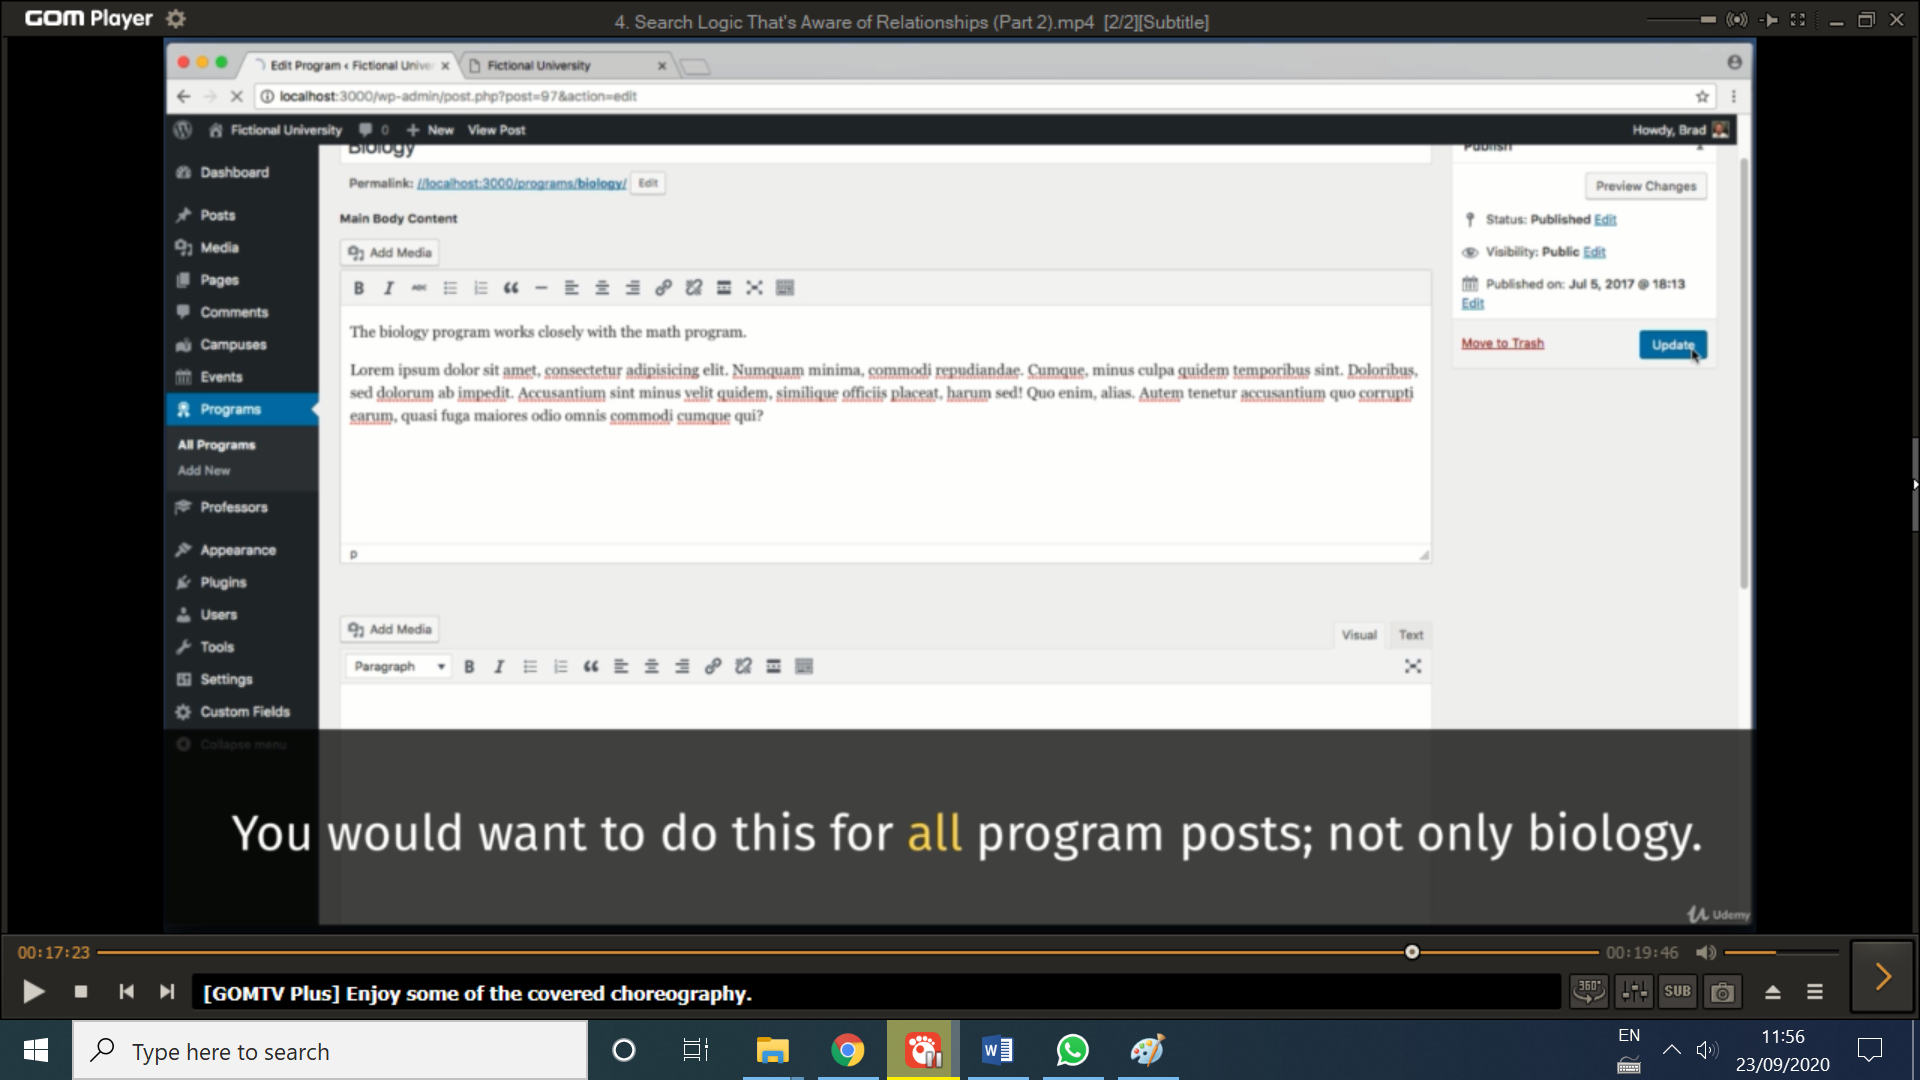 GOM Player
4. Search Logic That's Aware of Relationships (Part 2).mp4 [2/2][Subtitle]
Edit Program ‹ Fictional Unive
Fictional University
localhost:3000/wp-admin/post.php?post=97&action=edit
Fictional University
0
New
View Post
Howdy, Brad
Dashboard
Posts
Media
Pages
Comments
Campuses
Events
Programs
All Programs
Add New
Professors
Appearance
Plugins
Users
Tools
Settings
Custom Fields
Collapse menu
Biology
Permalink: //localhost:3000/programs/biology/ Edit
Main Body Content
Add Media
B I ABC
The biology program works closely with the math program.
Lorem ipsum dolor sit amet, consectetur adipisicing elit. Numquam minima, commodi repudiandae. Cumque, minus culpa quidem temporibus sint. Doloribus,
sed dolorum ab impedit. Accusantium sint minus velit quidem, similique officiis placeat, harum sed! Quo enim, alias. Autem tenetur accusantium quo corrupti
earum, quasi fuga maiores odio omnis commodi cumque qui?
p
Add Media
Visual Text
Paragraph B I
Publish
Preview Changes
Status: Published Edit
Visibility: Public Edit
Published on: Jul 5, 2017 @ 18:13
Edit
Move to Trash
Update
You would want to do this for all program posts; not only biology.
Udemy
00:17:23
00:19:46
[GOMTV Plus] Enjoy some of the covered choreography.
360°
SUB
Type here to search
W
EN
11:56
23/09/2020